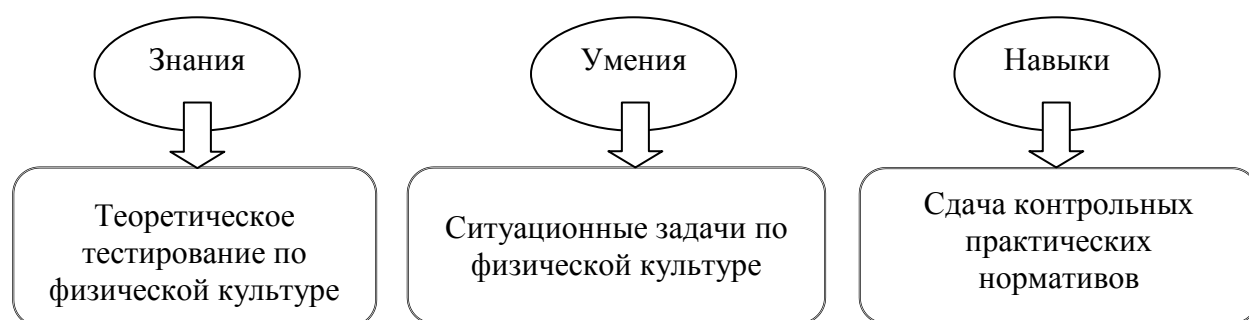 Знания
Умения
Навыки
Теоретическое
тестирование по
физической культуре
Ситуационные задачи по
физической культуре
Сдача контрольных
практических
нормативов